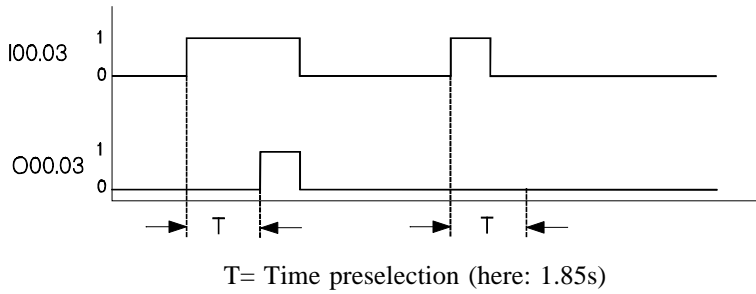 1
I00.03
0
1
O00.03
0
T T
T= Time preselection (here: 1.85s)